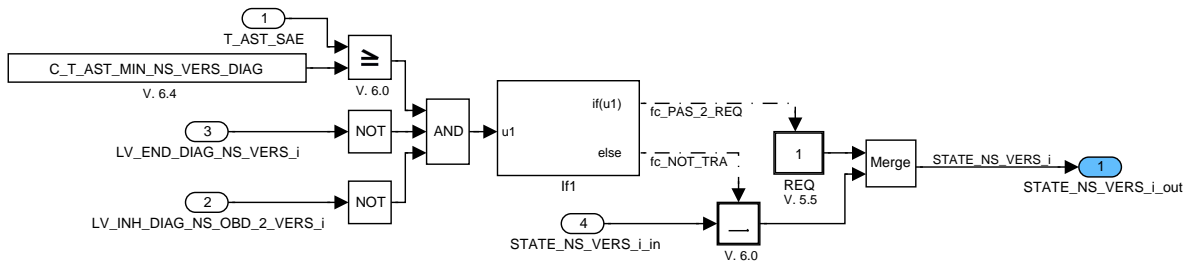 1
T_AST_SAE
C_T_AST_MIN_NS_VERS_DIAG
V. 6.4
≥
V. 6.0
3
LV_END_DIAG_NS_VERS_i
NOT
AND
2
LV_INH_DIAG_NS_OBD_2_VERS_i
NOT
u1
if(u1)
else
If1
fc_PAS_2_REQ
fc_NOT_TRA
1
REQ
V. 5.5
4
STATE_NS_VERS_i_in
V. 6.0
Merge
STATE_NS_VERS_i
1
STATE_NS_VERS_i_out